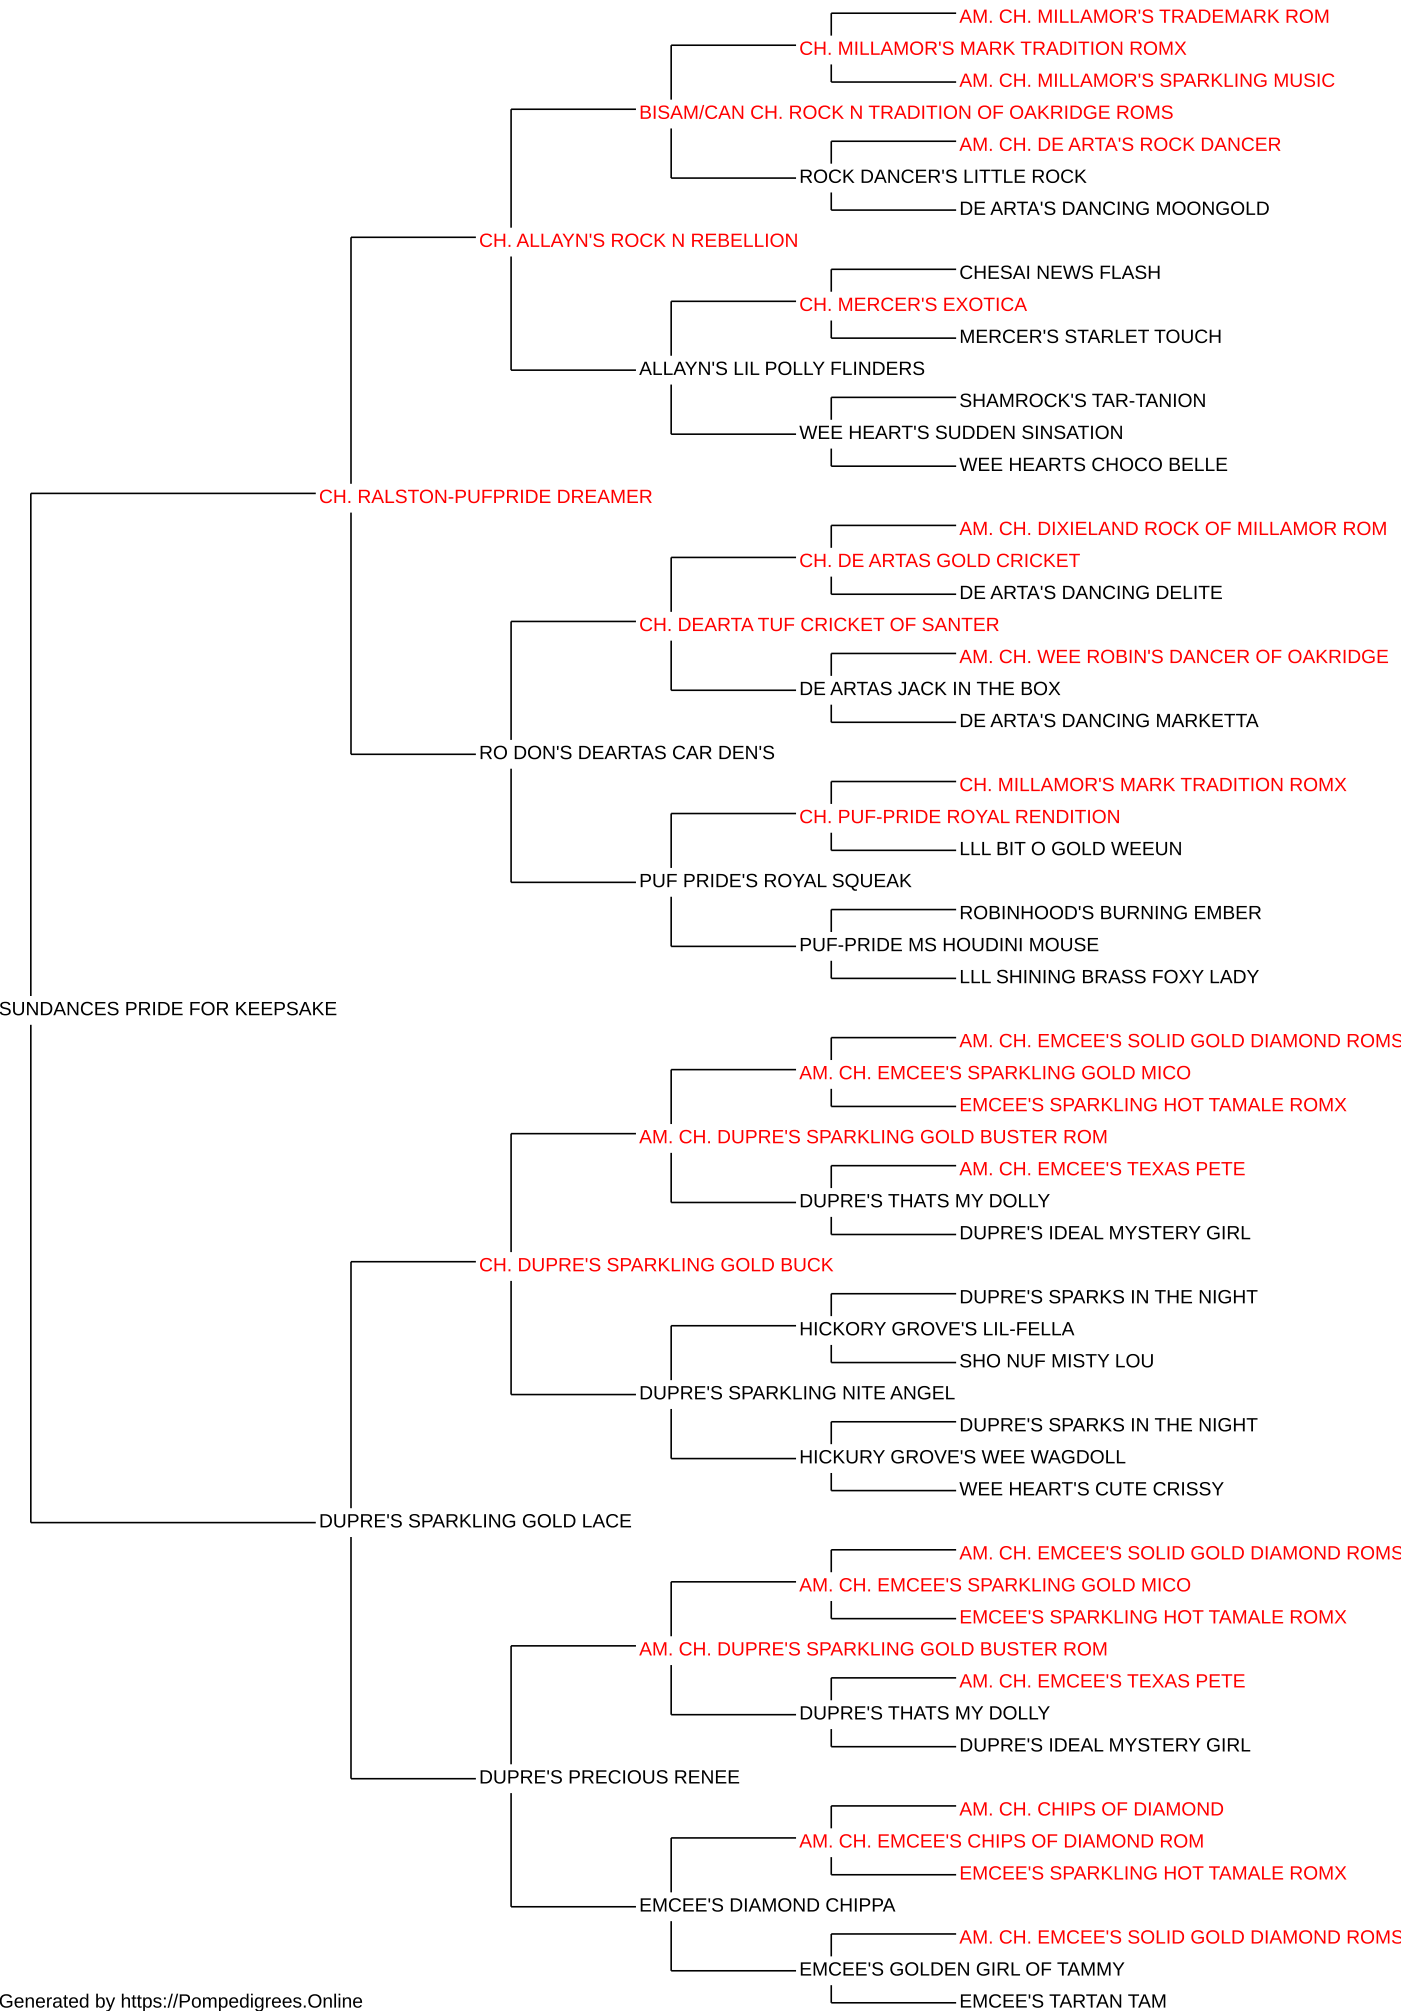 AM. CH. MILLAMOR'S TRADEMARK ROM
CH. MILLAMOR'S MARK TRADITION ROMX
AM. CH. MILLAMOR'S SPARKLING MUSIC
BISAM/CAN CH. ROCK N TRADITION OF OAKRIDGE ROMS
AM. CH. DE ARTA'S ROCK DANCER
ROCK DANCER'S LITTLE ROCK
DE ARTA'S DANCING MOONGOLD
CH. ALLAYN'S ROCK N REBELLION
CHESAI NEWS FLASH
CH. MERCER'S EXOTICA
MERCER'S STARLET TOUCH
ALLAYN'S LIL POLLY FLINDERS
SHAMROCK'S TAR-TANION
WEE HEART'S SUDDEN SINSATION
WEE HEARTS CHOCO BELLE
CH. RALSTON-PUFPRIDE DREAMER
AM. CH. DIXIELAND ROCK OF MILLAMOR ROM
CH. DE ARTAS GOLD CRICKET
DE ARTA'S DANCING DELITE
CH. DEARTA TUF CRICKET OF SANTER
AM. CH. WEE ROBIN'S DANCER OF OAKRIDGE
DE ARTAS JACK IN THE BOX
DE ARTA'S DANCING MARKETTA
RO DON'S DEARTAS CAR DEN'S
CH. MILLAMOR'S MARK TRADITION ROMX
CH. PUF-PRIDE ROYAL RENDITION
LLL BIT O GOLD WEEUN
PUF PRIDE'S ROYAL SQUEAK
ROBINHOOD'S BURNING EMBER
PUF-PRIDE MS HOUDINI MOUSE
LLL SHINING BRASS FOXY LADY
SUNDANCES PRIDE FOR KEEPSAKE
AM. CH. EMCEE'S SOLID GOLD DIAMOND ROMS
AM. CH. EMCEE'S SPARKLING GOLD MICO
EMCEE'S SPARKLING HOT TAMALE ROMX
AM. CH. DUPRE'S SPARKLING GOLD BUSTER ROM
AM. CH. EMCEE'S TEXAS PETE
DUPRE'S THATS MY DOLLY
DUPRE'S IDEAL MYSTERY GIRL
CH. DUPRE'S SPARKLING GOLD BUCK
DUPRE'S SPARKS IN THE NIGHT
HICKORY GROVE'S LIL-FELLA
SHO NUF MISTY LOU
DUPRE'S SPARKLING NITE ANGEL
DUPRE'S SPARKS IN THE NIGHT
HICKURY GROVE'S WEE WAGDOLL
WEE HEART'S CUTE CRISSY
DUPRE'S SPARKLING GOLD LACE
AM. CH. EMCEE'S SOLID GOLD DIAMOND ROMS
AM. CH. EMCEE'S SPARKLING GOLD MICO
EMCEE'S SPARKLING HOT TAMALE ROMX
AM. CH. DUPRE'S SPARKLING GOLD BUSTER ROM
AM. CH. EMCEE'S TEXAS PETE
DUPRE'S THATS MY DOLLY
DUPRE'S IDEAL MYSTERY GIRL
DUPRE'S PRECIOUS RENEE
AM. CH. CHIPS OF DIAMOND
AM. CH. EMCEE'S CHIPS OF DIAMOND ROM
EMCEE'S SPARKLING HOT TAMALE ROMX
EMCEE'S DIAMOND CHIPPA
AM. CH. EMCEE'S SOLID GOLD DIAMOND ROMS
EMCEE'S GOLDEN GIRL OF TAMMY
EMCEE'S TARTAN TAM
Generated by https://Pompedigrees.Online